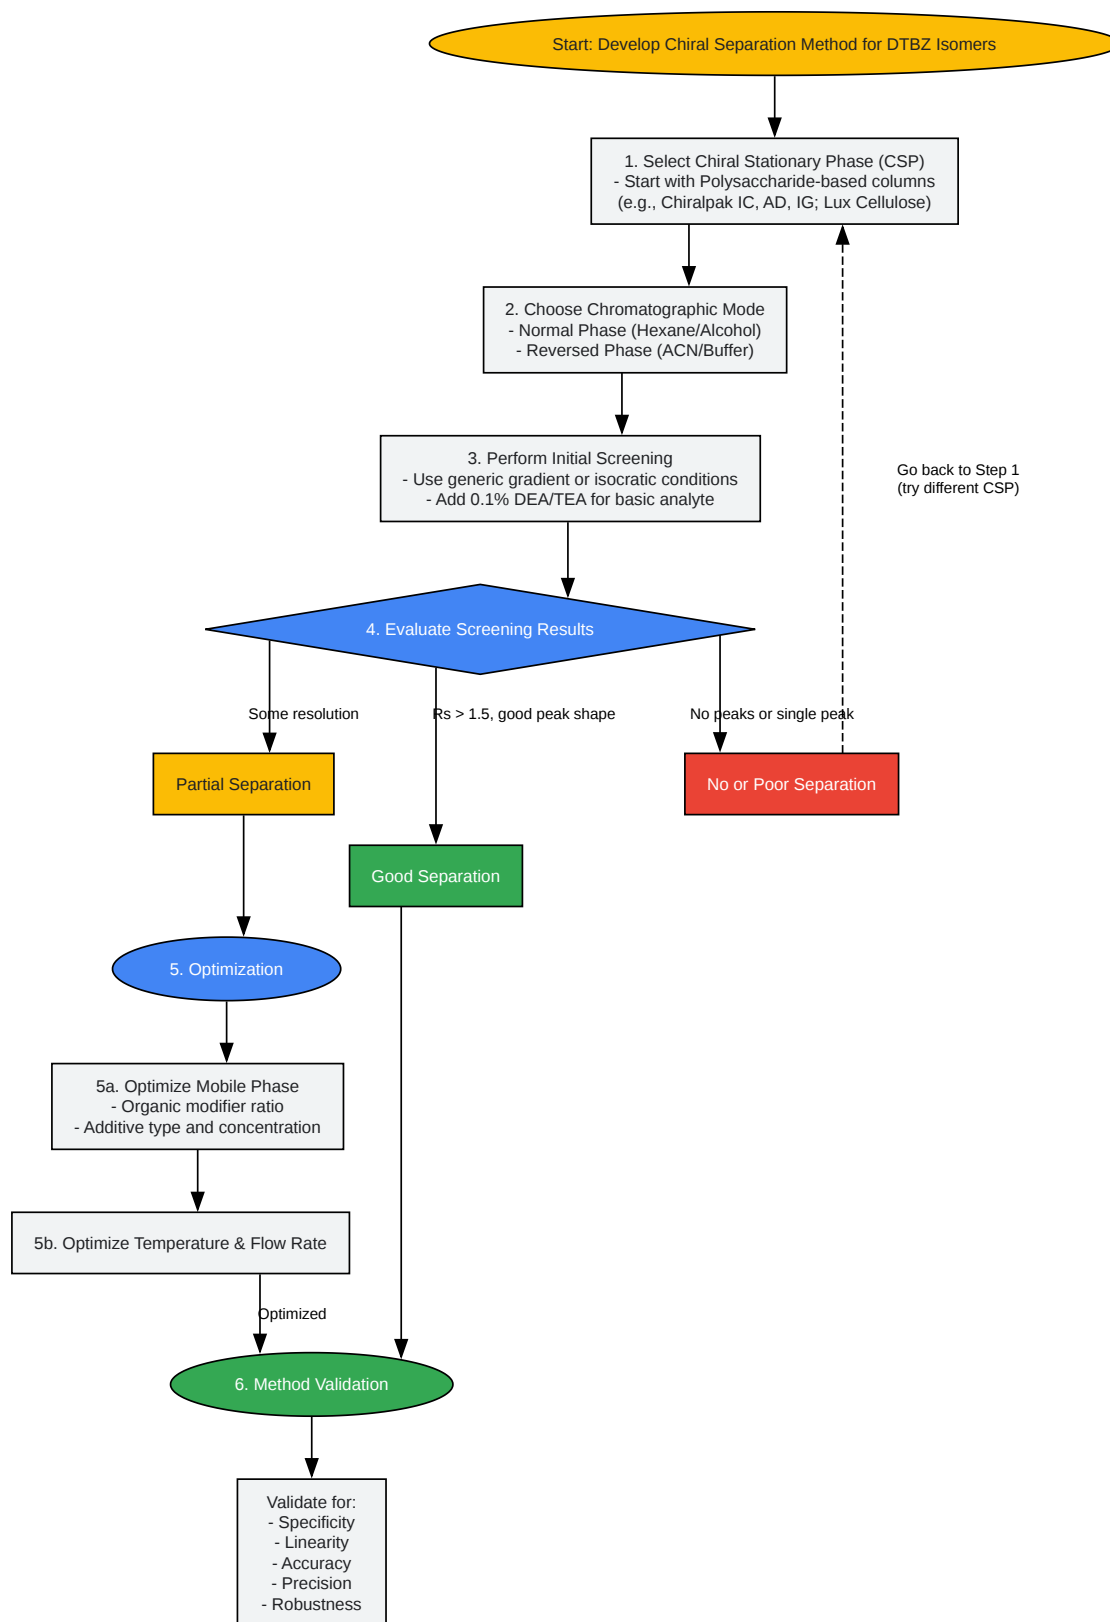 Start: Develop Chiral Separation Method for DTBZ Isomers
1. Select Chiral Stationary Phase (CSP)
- Start with Polysaccharide-based columns
(e.g., Chiralpak IC, AD, IG; Lux Cellulose)
2. Choose Chromatographic Mode
- Normal Phase (Hexane/Alcohol)
- Reversed Phase (ACN/Buffer)
3. Perform Initial Screening
- Use generic gradient or isocratic conditions
- Add 0.1% DEA/TEA for basic analyte
Go back to Step 1
(try different CSP)
4. Evaluate Screening Results
Some resolution
Rs > 1.5, good peak shape
No peaks or single peak
Partial Separation
No or Poor Separation
Good Separation
5. Optimization
5a. Optimize Mobile Phase
- Organic modifier ratio
- Additive type and concentration
5b. Optimize Temperature & Flow Rate
Optimized
6. Method Validation
Validate for:
- Specificity
- Linearity
- Accuracy
- Precision
- Robustness